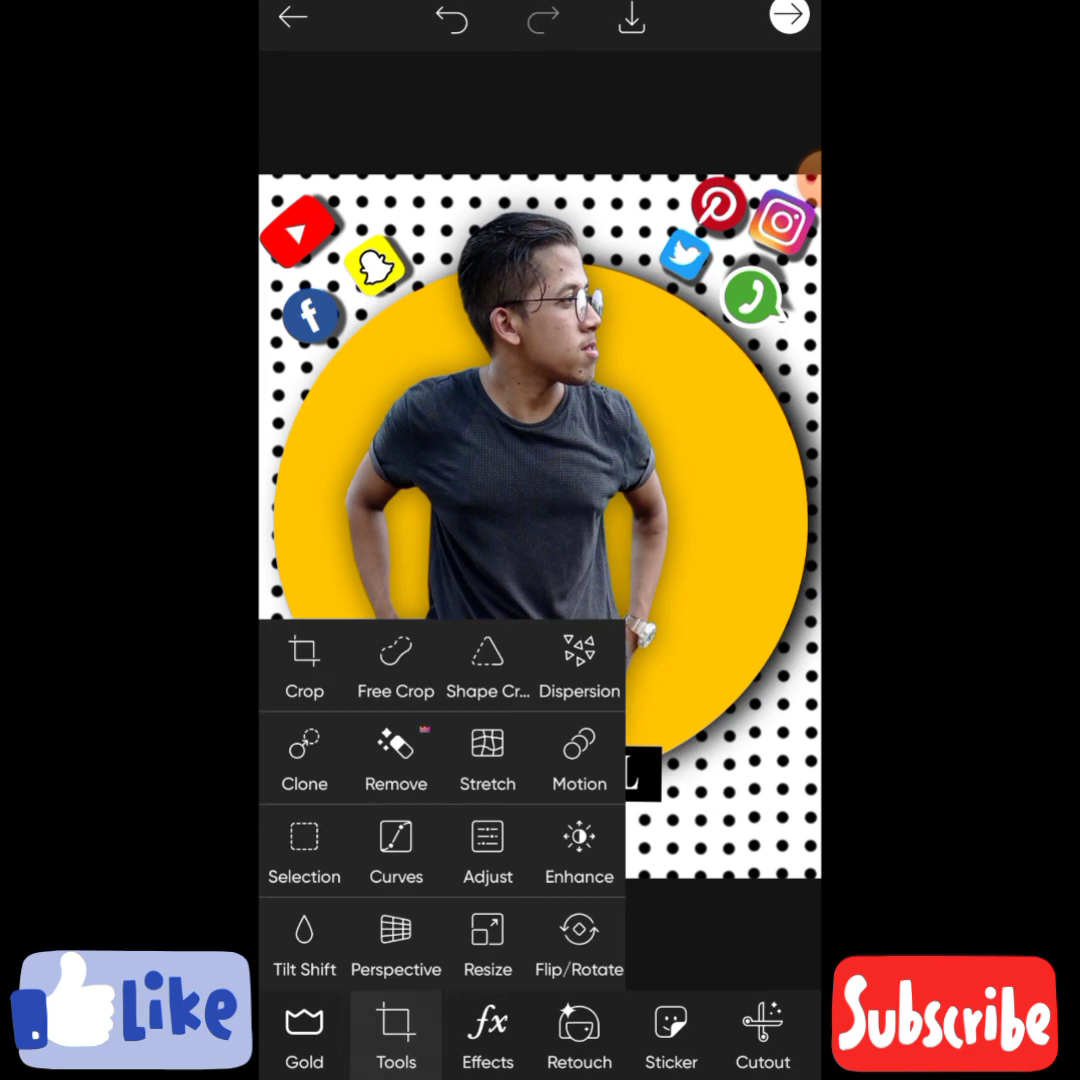 L
Crop Free Crop Shape Cr... Dispersion
Clone Remove Stretch Motion
Selection Curves Adjust Enhance
Tilt Shift Perspective Resize Flip/Rotate
Like
Subscribe
fx
Gold Tools Effects Retouch Sticker Cutout